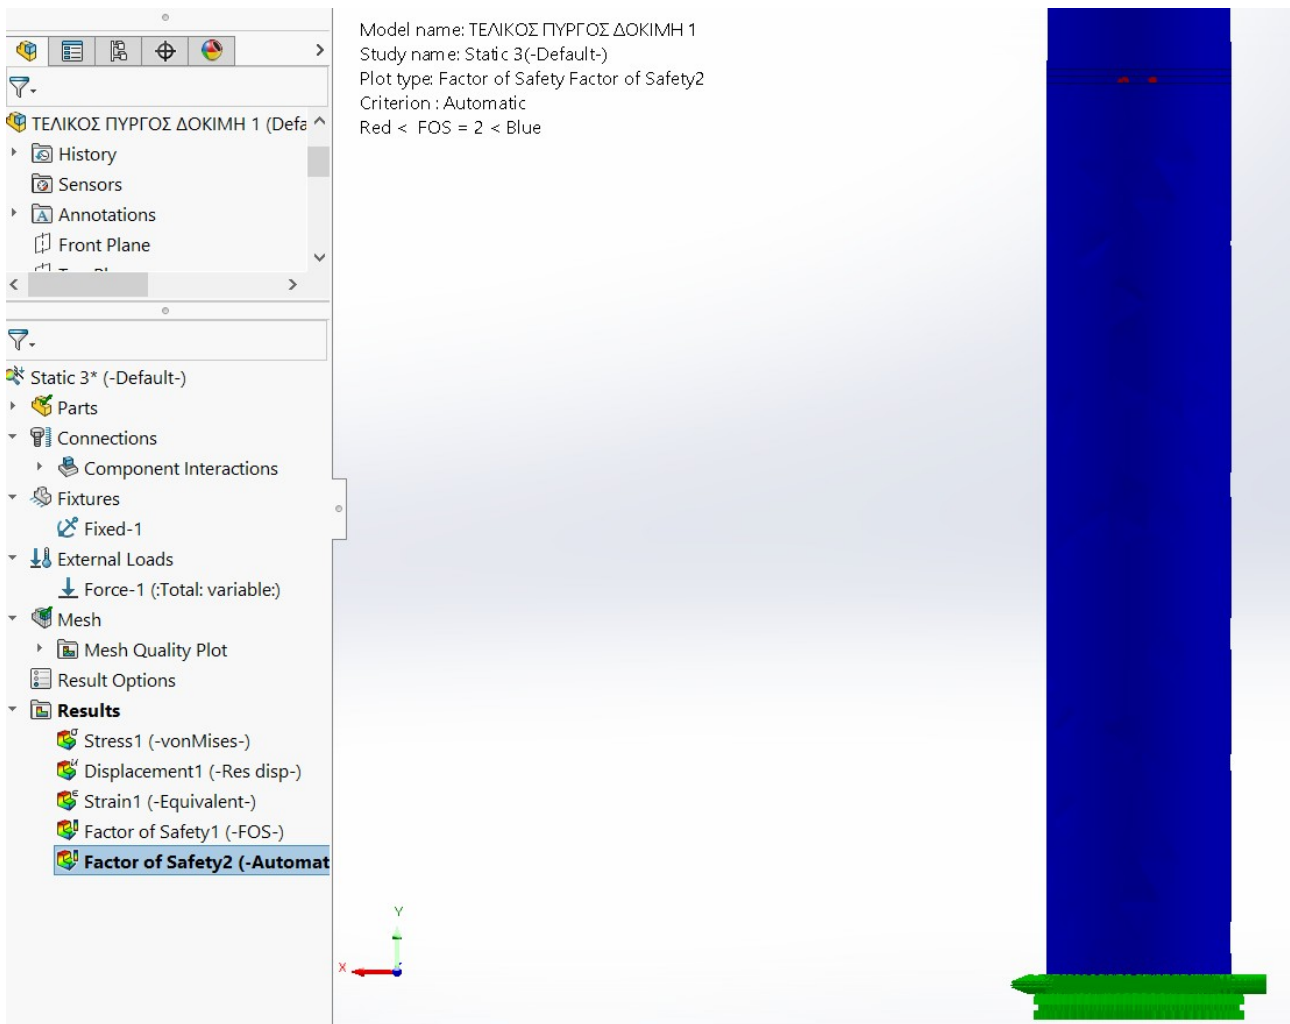 Model name: ΤΕΛΙΚΟΣ ΠΥΡΓΟΣ ΔΟΚΙΜΗ 1
Study name: Static 3(-Default-)
Plot type: Factor of Safety Factor of Safety2
Criterion : Automatic
Red < FOS = 2 < Blue
ΤΕΛΙΚΟΣ ΠΥΡΓΟΣ ΔΟΚΙΜΗ 1 (Defa
History
Sensors
Annotations
Front Plane
Static 3* (-Default-)
Parts
Connections
Component Interactions
Fixtures
Fixed-1
External Loads
Force-1 (:Total: variable:)
Mesh
Mesh Quality Plot
Result Options
Results
Stress1 (-vonMises-)
Displacement1 (-Res disp-)
Strain1 (-Equivalent-)
Factor of Safety1 (-FOS-)
Factor of Safety2 (-Automat
Y
X